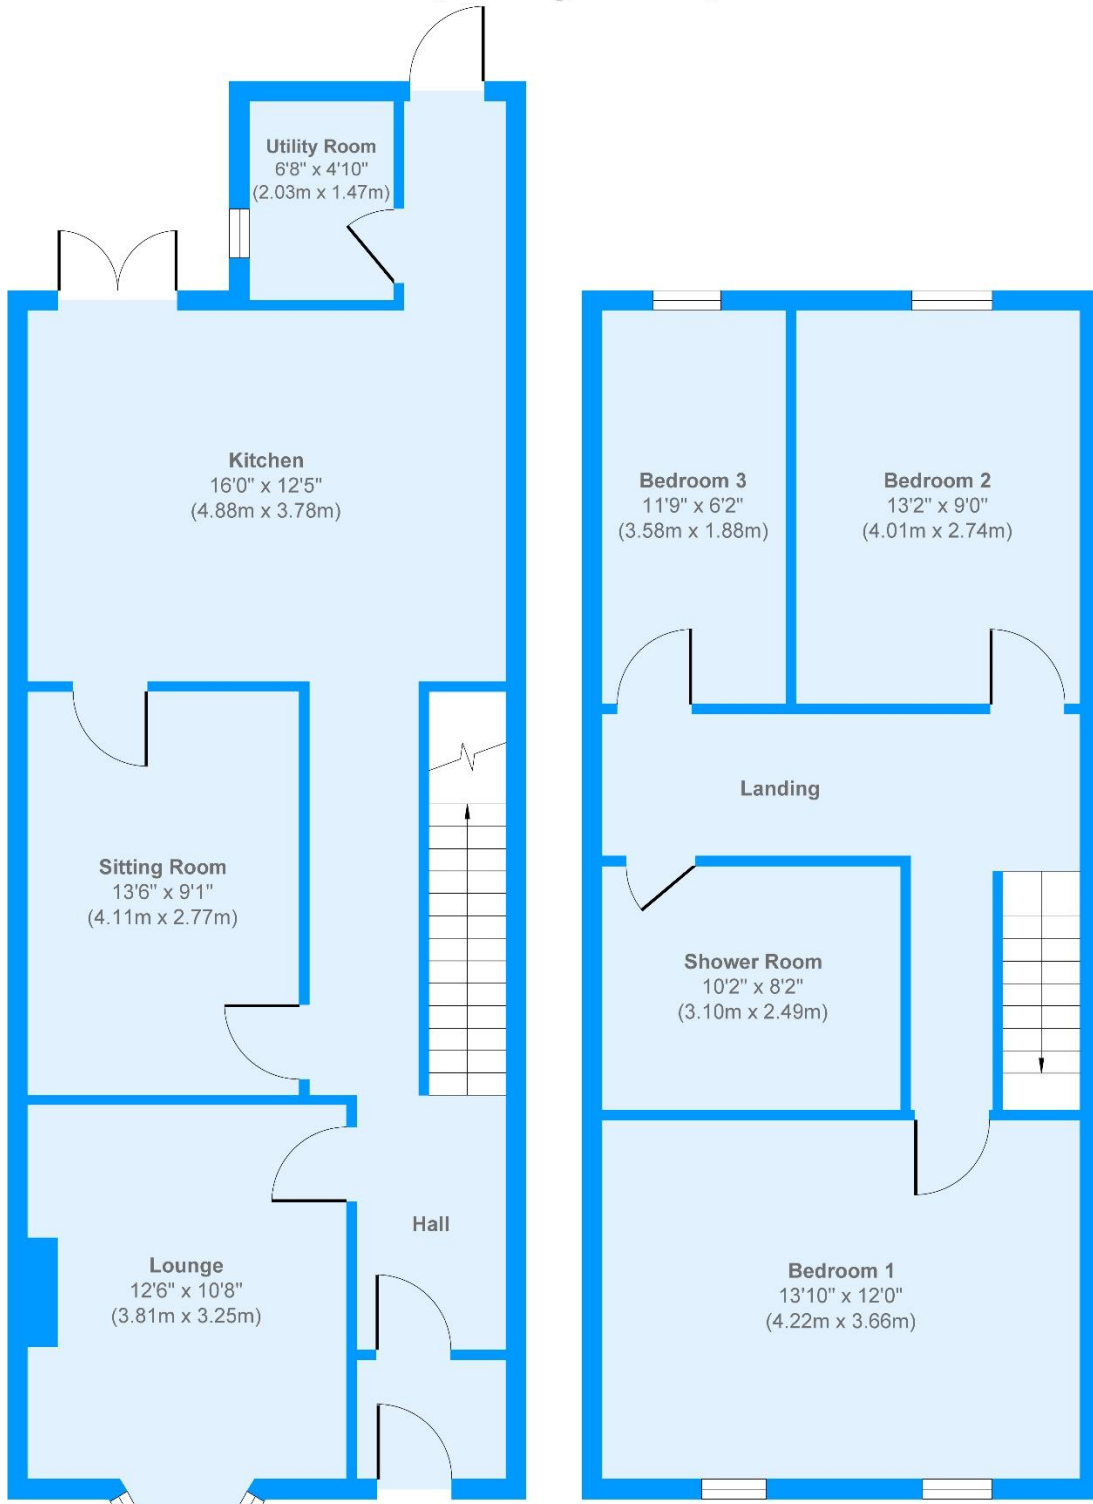 Utility Room
6'8" x 4'10"
(2.03m x 1.47m)
Kitchen
16'0" x 12'5"
(4.88m x 3.78m)
Sitting Room
13'6" x 9'1"
(4.11m x 2.77m)
Hall
Lounge
12'6" x 10'8"
(3.81m x 3.25m)
Bedroom 3
11'9" x 6'2"
(3.58m x 1.88m)
Bedroom 2
13'2" x 9'0"
(4.01m x 2.74m)
Landing
Shower Room
10'2" x 8'2"
(3.10m x 2.49m)
Bedroom 1
13'10" x 12'0"
(4.22m x 3.66m)